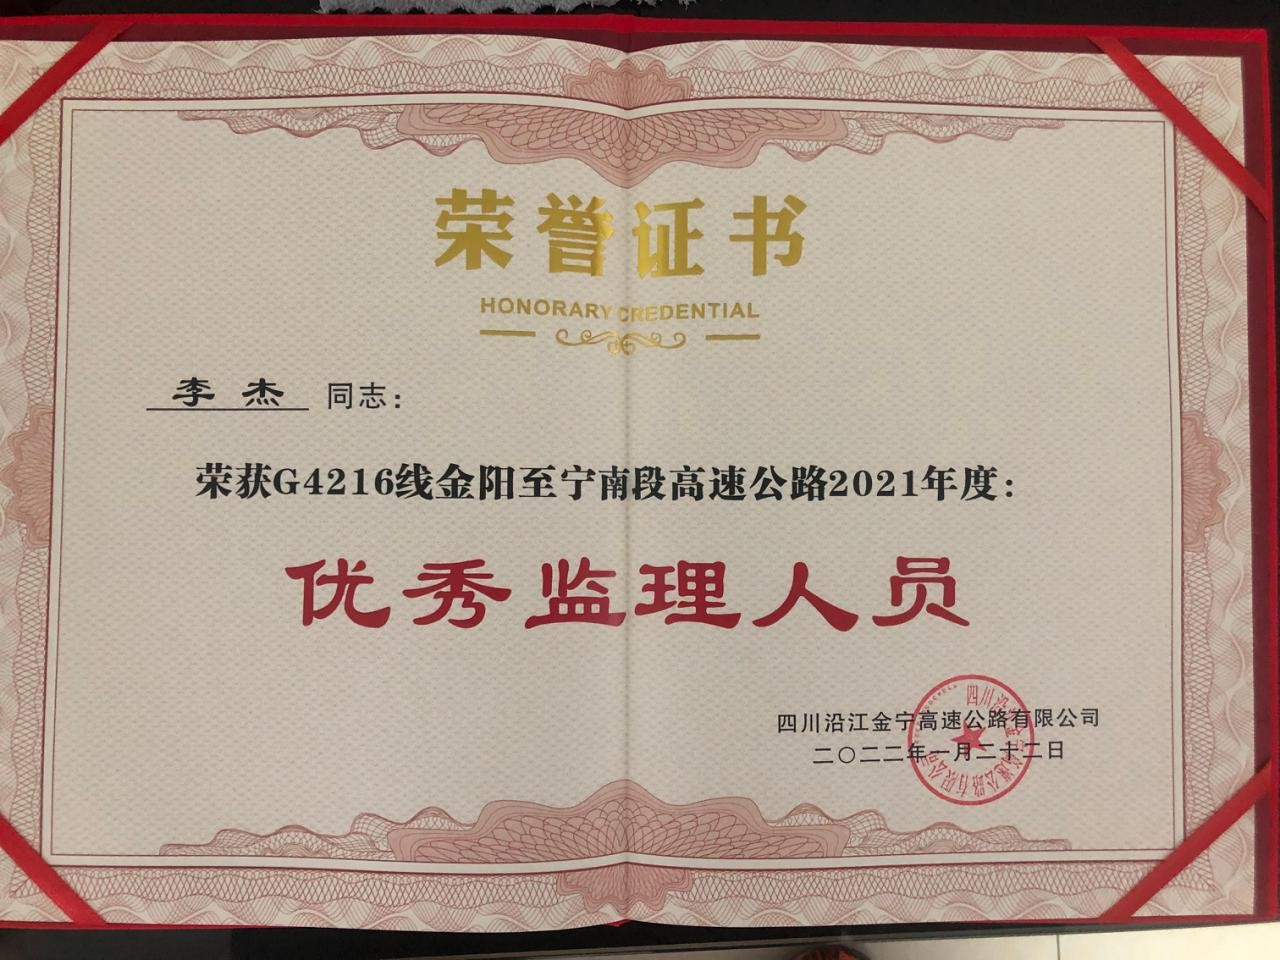 荣誉证书
HONORARY CREDENTIAL
李杰 同志：
荣获G4216线金阳至宁南段高速公路2021年度：
优秀监理人员
四川沿江金宁高速公路有限公司
二〇二二年一月二十二日